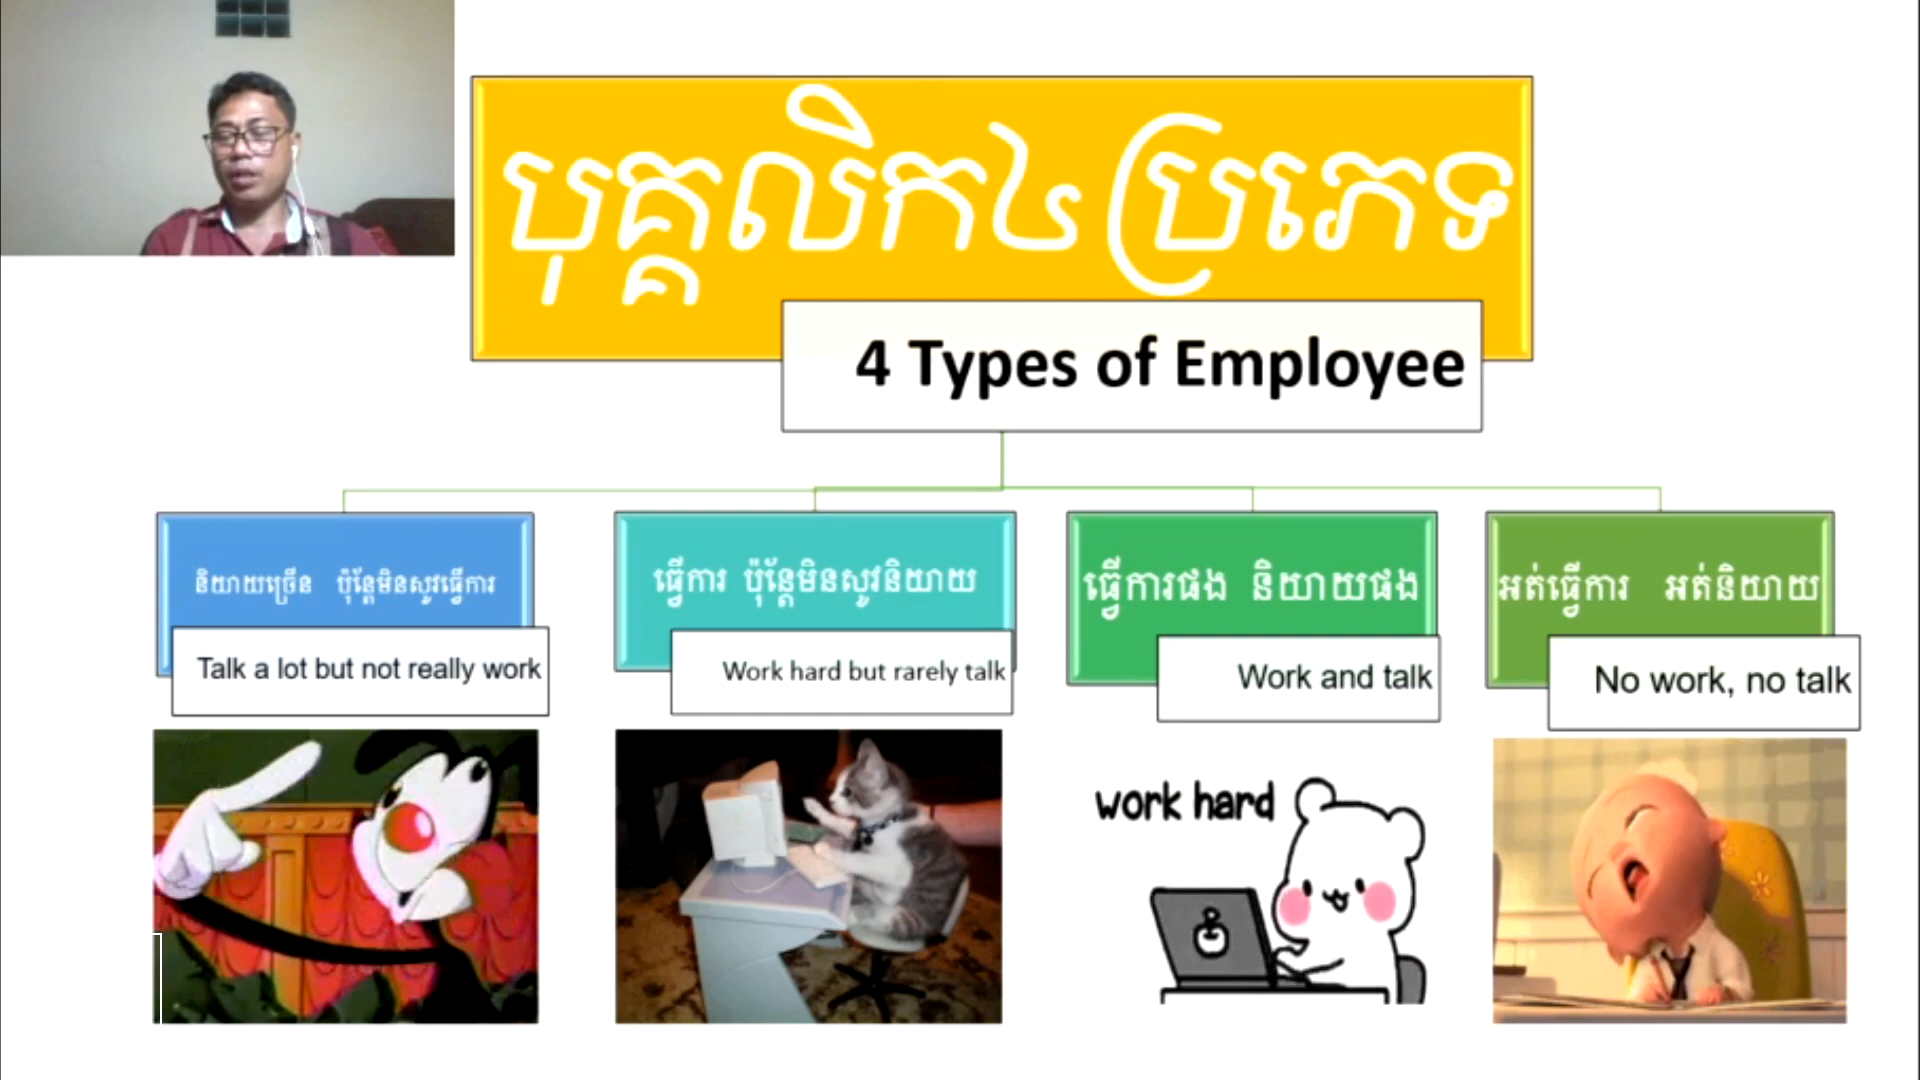 បុគ្គលិក៤ប្រភេទ
4 Types of Employee
និយាយច្រើន ប៉ុន្តែមិនសូវធ្វើការ
Talk a lot but not really work
ធ្វើការ ប៉ុន្តែមិនសូវនិយាយ
Work hard but rarely talk
ធ្វើការផង និយាយផង
Work and talk
អត់ធ្វើការ អត់និយាយ
No work, no talk
work hard